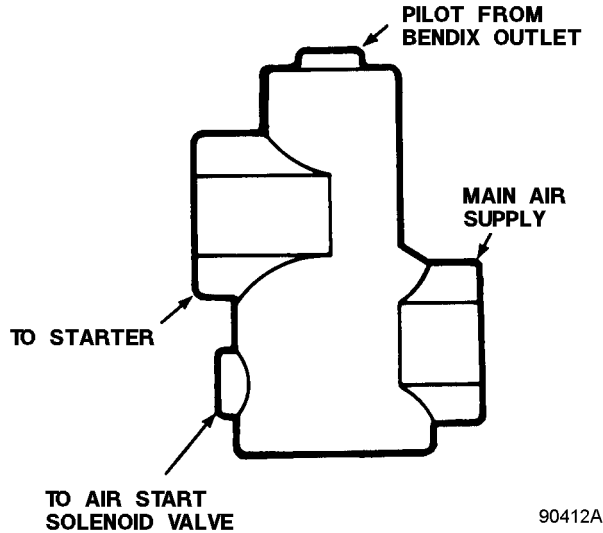 PILOT FROM
BENDIX OUTLET
MAIN AIR
SUPPLY
TO STARTER
TO AIR START
SOLENOID VALVE
90412A